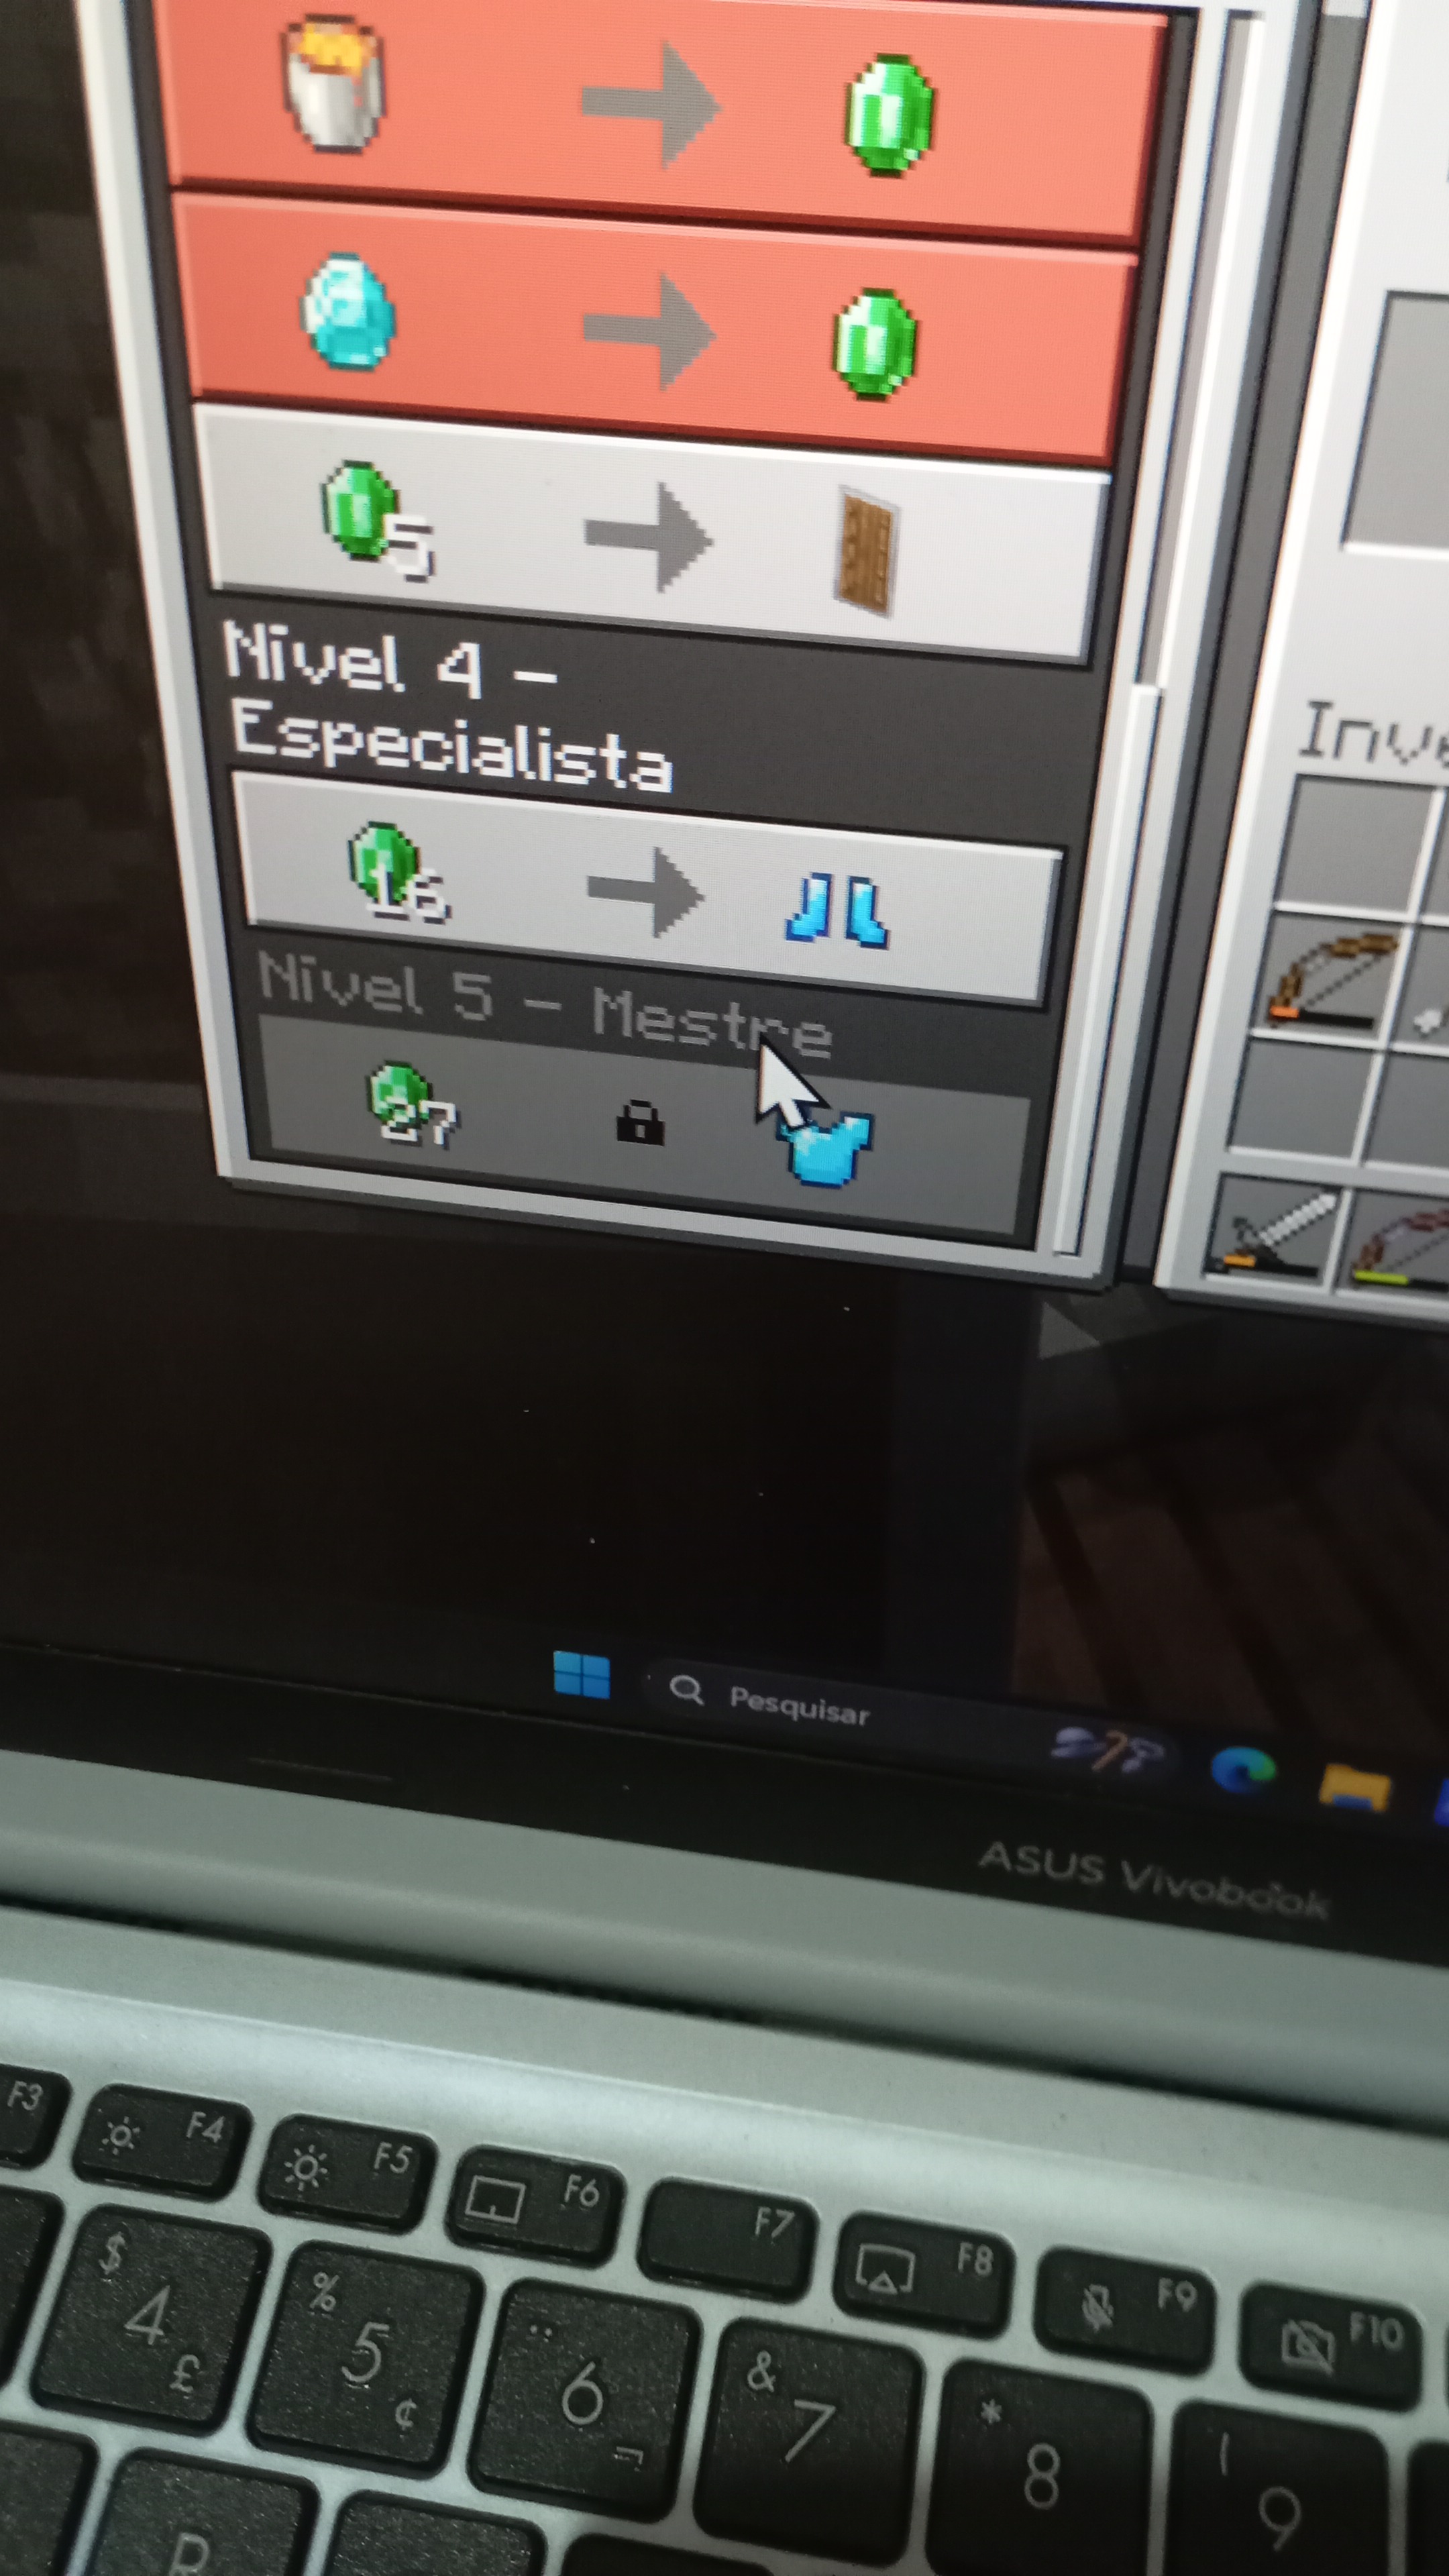 5
Nível 4 -
Especialista
16
Nível 5 - Mestre
27
Inve
Pesquisar
ASUS Vivobook
F3
F4
F5
F6
F7
F8
F9
F10
$
4
£
%
5
¢
¨
6
¬
&
7
*
8
(
9
R